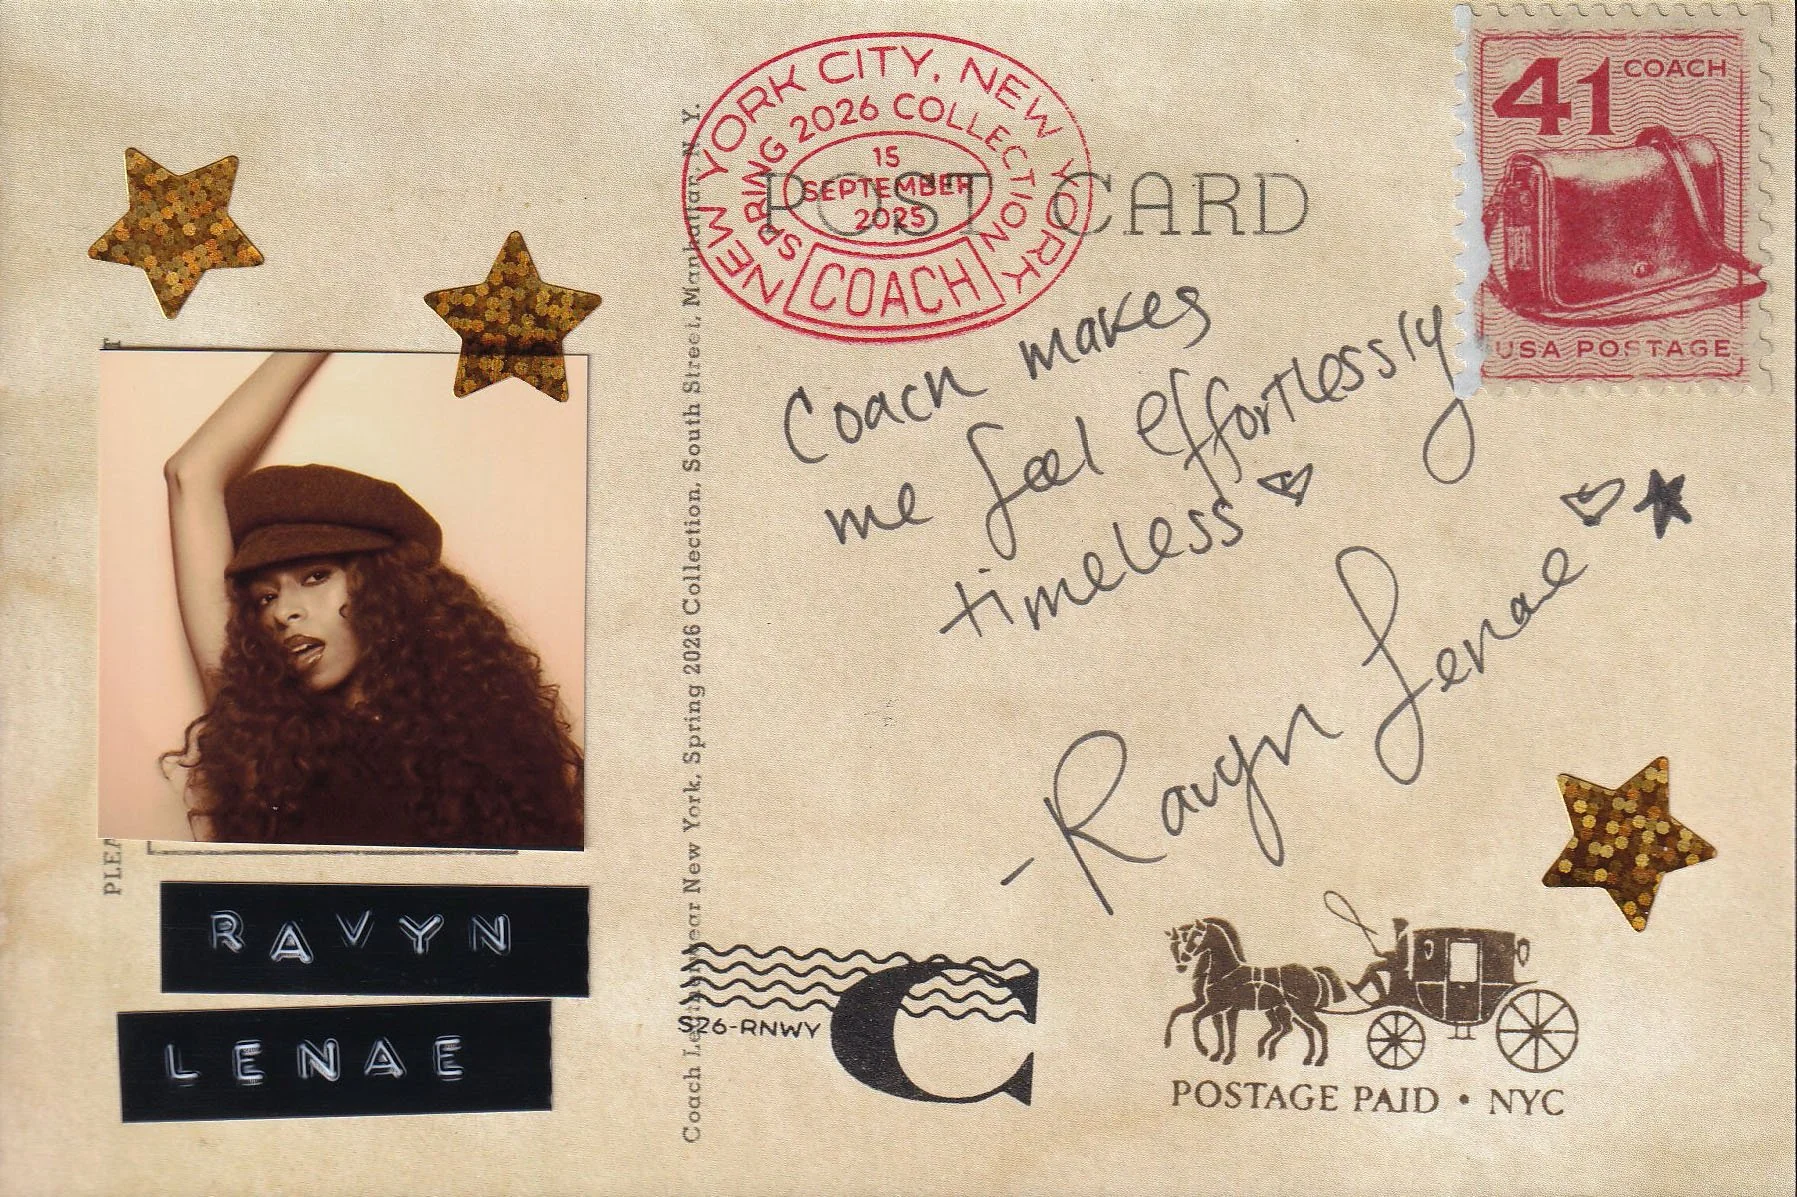 NEW YORK CITY, NEW YORK
SPRING 2026 COLLECTION
15
SEPTEMBER
2025
COACH
POST CARD
41 COACH
USA POSTAGE
Coach makes
me feel effortlessly
timeless ♡
-Ravyn Lenae ♡★
RAVYN
LENAE
PLEA
T
Coach Leatherwear New York, Spring 2026 Collection, South Street, Manhattan, N. Y.
S26-RNWY
C
POSTAGE PAID • NYC